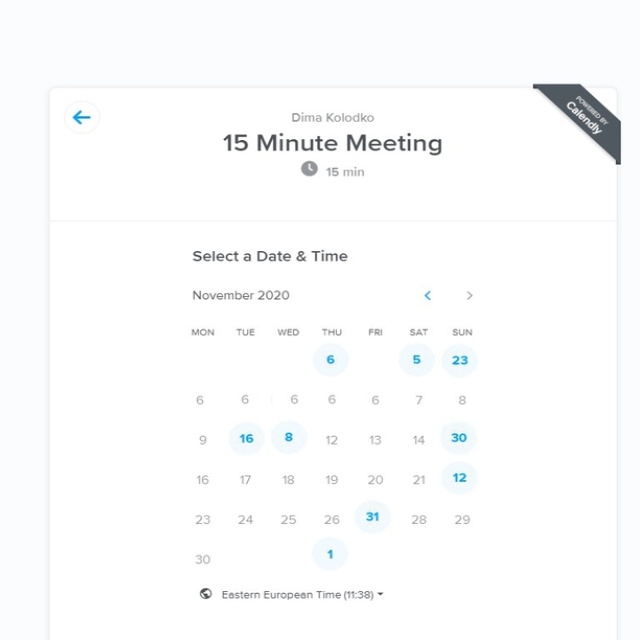 POWERED BY
Calendly
Dima Kolodko
15 Minute Meeting
15 min
Select a Date & Time
November 2020
MON TUE WED THU FRI SAT SUN
6 5 23
6 6 6 6 6 7 8
9 16 8 12 13 14 30
16 17 18 19 20 21 12
23 24 25 26 31 28 29
30 1
Eastern European Time (11:38)